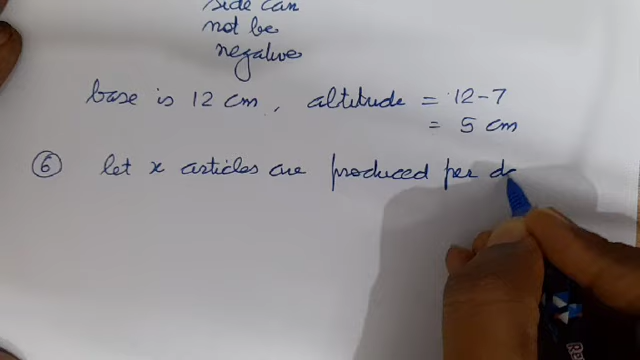 side can
not be
negative
base is 12 cm, altitude = 12-7
= 5 cm
⑥ let x articles are produced per